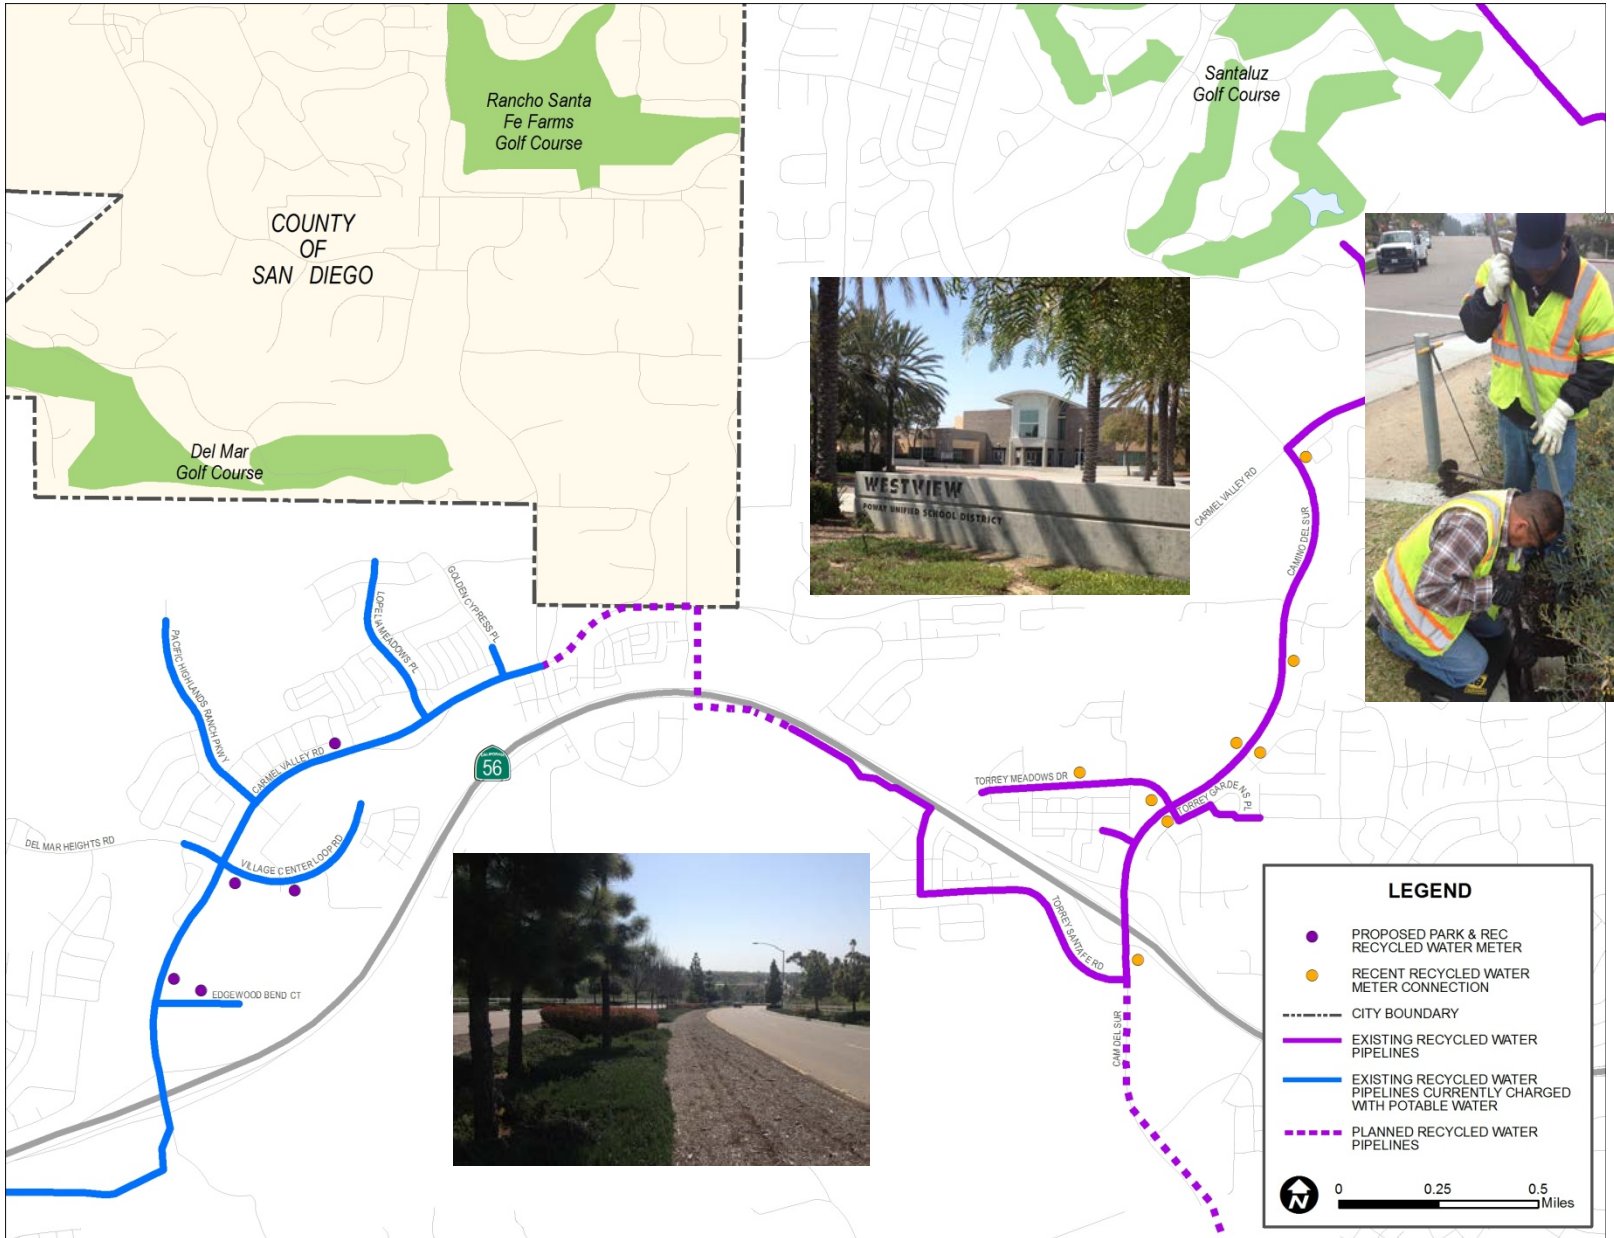 Rancho Santa
Fe Farms
Golf Course
Santaluz
Golf Course
COUNTY
OF
SAN DIEGO
Del Mar
Golf Course
WESTVIEW
POWAY UNIFIED SCHOOL DISTRICT
CARMEL VALLEY RD
CAMINO DEL SUR
GOLDEN CYPRESS PL
LOPELIA MEADOWS PL
PACIFIC HIGHLANDS RANCH PKWY
CARMEL VALLEY RD
56
TORREY MEADOWS DR
TORREY GARDENS PL
DEL MAR HEIGHTS RD
VILLAGE CENTER LOOP RD
TORREY SANTA FE RD
EDGEWOOD BEND CT
CAM DEL SUR
LEGEND
PROPOSED PARK & REC
RECYCLED WATER METER
RECENT RECYCLED WATER
METER CONNECTION
CITY BOUNDARY
EXISTING RECYCLED WATER
PIPELINES
EXISTING RECYCLED WATER
PIPELINES CURRENTLY CHARGED
WITH POTABLE WATER
PLANNED RECYCLED WATER
PIPELINES
N
0 0.25 0.5
Miles